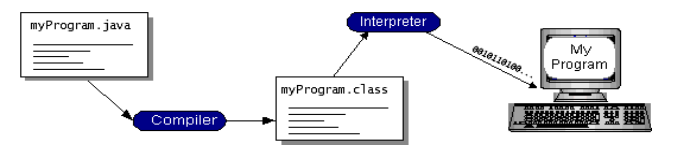 myProgram.java
Compiler
myProgram.class
Interpreter
0010110100...
My
Program